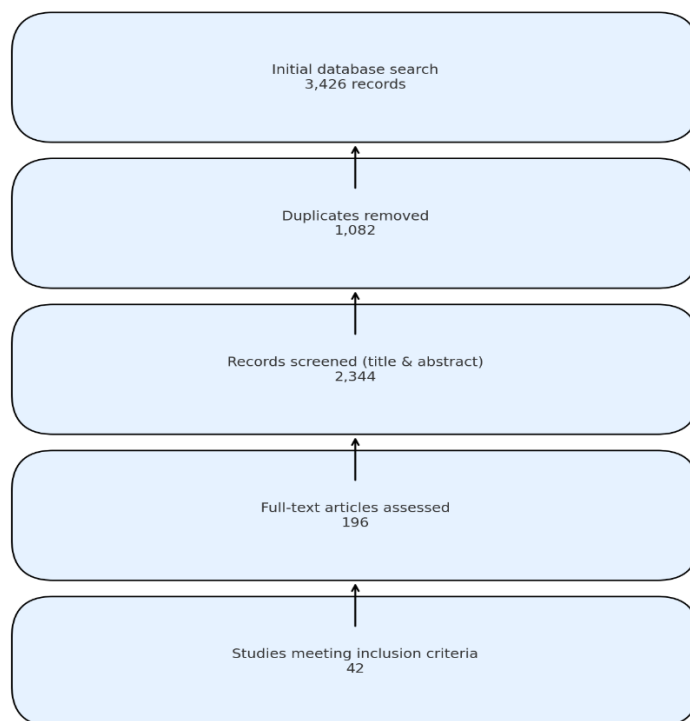 Initial database search
3,426 records
Duplicates removed
1,082
Records screened (title & abstract)
2,344
Full-text articles assessed
196
Studies meeting inclusion criteria
42